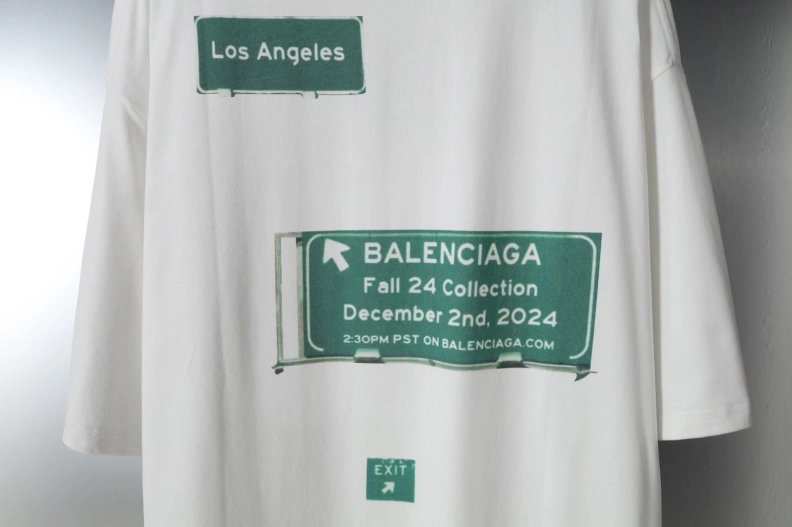 Los Angeles
BALENCIAGA
Fall 24 Collection
December 2nd, 2024
2:30PM PST ON BALENCIAGA.COM
EXIT